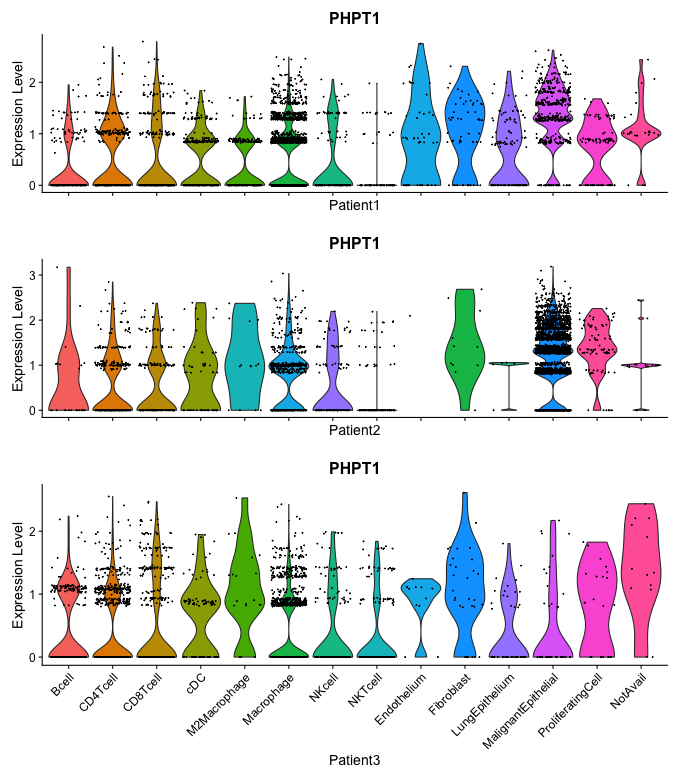 PHPT1
Expression Level
2
1
0
Patient1
PHPT1
Expression Level
3
2
1
0
Patient2
PHPT1
Expression Level
2
1
0
Bcell
CD4Tcell
CD8Tcell
cDC
M2Macrophage
Macrophage
NKcell
NKTcell
Endothelium
Fibroblast
LungEpithelium
MalignantEpithelial
ProliferatingCell
NotAvail
Patient3